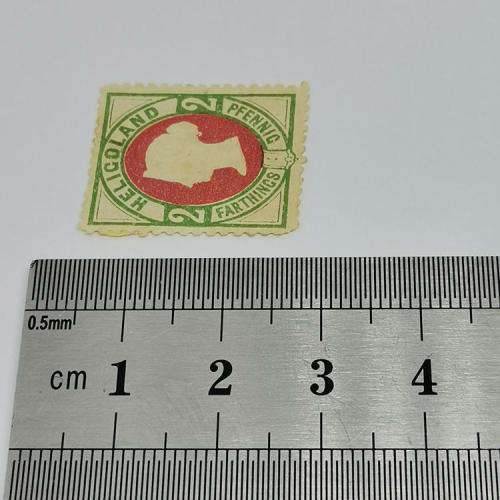 HELIGOLAND
2
PFENNIG
FARTHINGS
2
0.5mm
cm 1 2 3 4